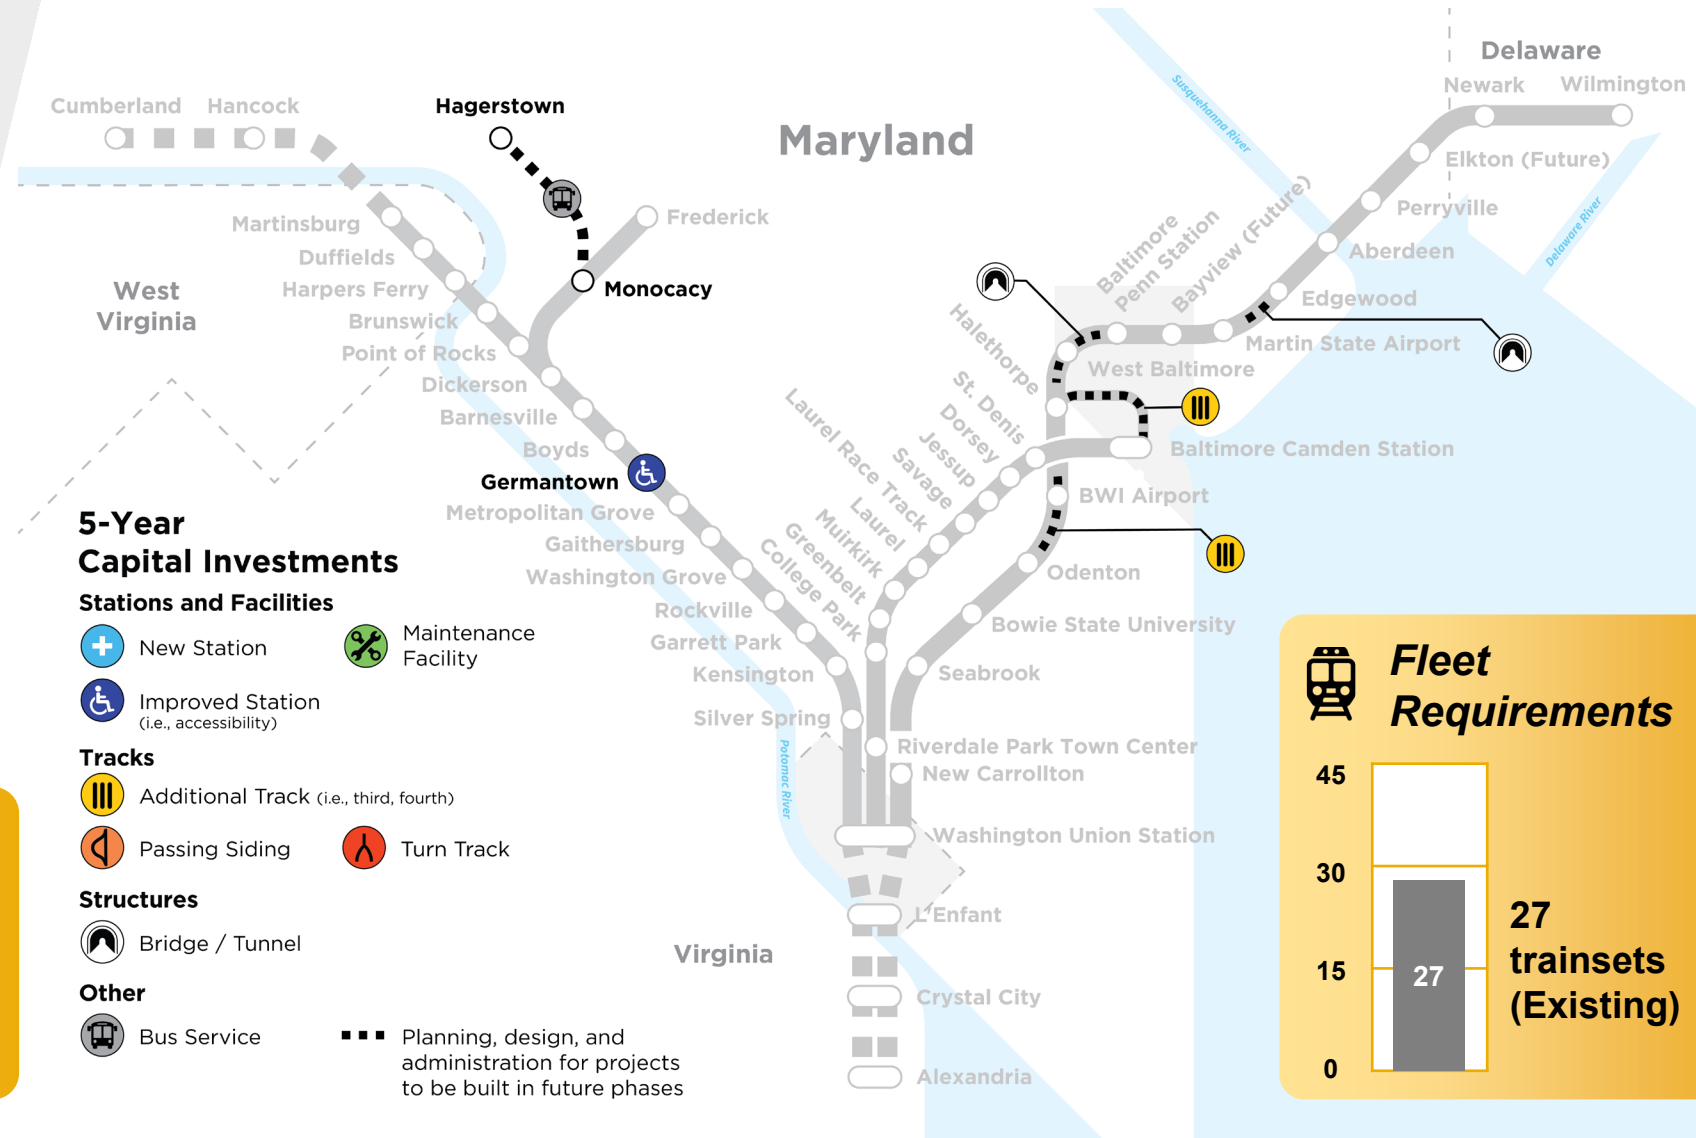 Delaware
Newark
Wilmington
Cumberland
Hancock
Hagerstown
Maryland
Susquehanna River
Elkton (Future)
Perryville
Delaware River
Martinsburg
Frederick
Aberdeen
Duffields
Harpers Ferry
Monocacy
Baltimore
Penn Station
Bayview (Future)
Edgewood
West
Virginia
Brunswick
Point of Rocks
Halethorpe
Martin State Airport
West Baltimore
Dickerson
Barnesville
Boyds
Laurel Race Track
St. Denis
Dorsey
Jessup
Savage
Baltimore Camden Station
Germantown
BWI Airport
Metropolitan Grove
Gaithersburg
Washington Grove
Laurel
Muirkirk
Greenbelt
College Park
Odenton
Rockville
Bowie State University
Garrett Park
Kensington
Seabrook
Silver Spring
Riverdale Park Town Center
New Carrollton
Potomac River
Washington Union Station
L'Enfant
Virginia
Crystal City
Alexandria
5-Year
Capital Investments
Stations and Facilities
New Station
Maintenance
Facility
Improved Station
(i.e., accessibility)
Tracks
Additional Track (i.e., third, fourth)
Passing Siding
Turn Track
Structures
Bridge / Tunnel
Other
Bus Service
Planning, design, and
administration for projects
to be built in future phases
Fleet
Requirements
45
30
15
0
27
27
trainsets
(Existing)